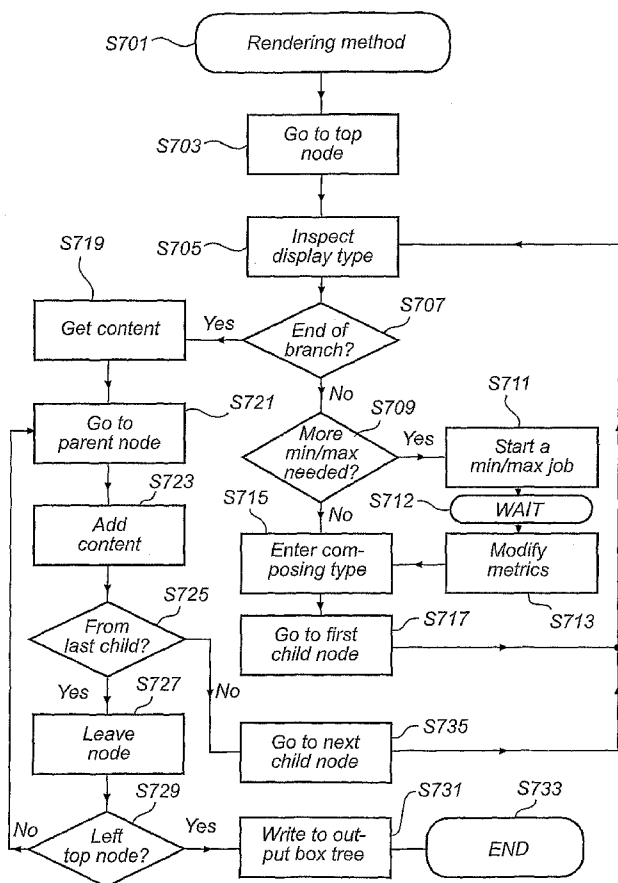 S701
Rendering method
S703
Go to top
node
S705
Inspect
display type
S719
Get content
Yes
End of
branch?
S707
No
S721
Go to
parent node
S709
More
min/max
needed?
Yes
S711
Start a
min/max job
S712
WAIT
S723
Add
content
S715
No
Enter com-
posing type
Modify
metrics
S713
S725
From
last child?
Go to first
child node
S717
Yes
No
S727
Leave
node
S735
Go to next
child node
S729
No
Left
top node?
Yes
S731
Write to out-
put box tree
S733
END